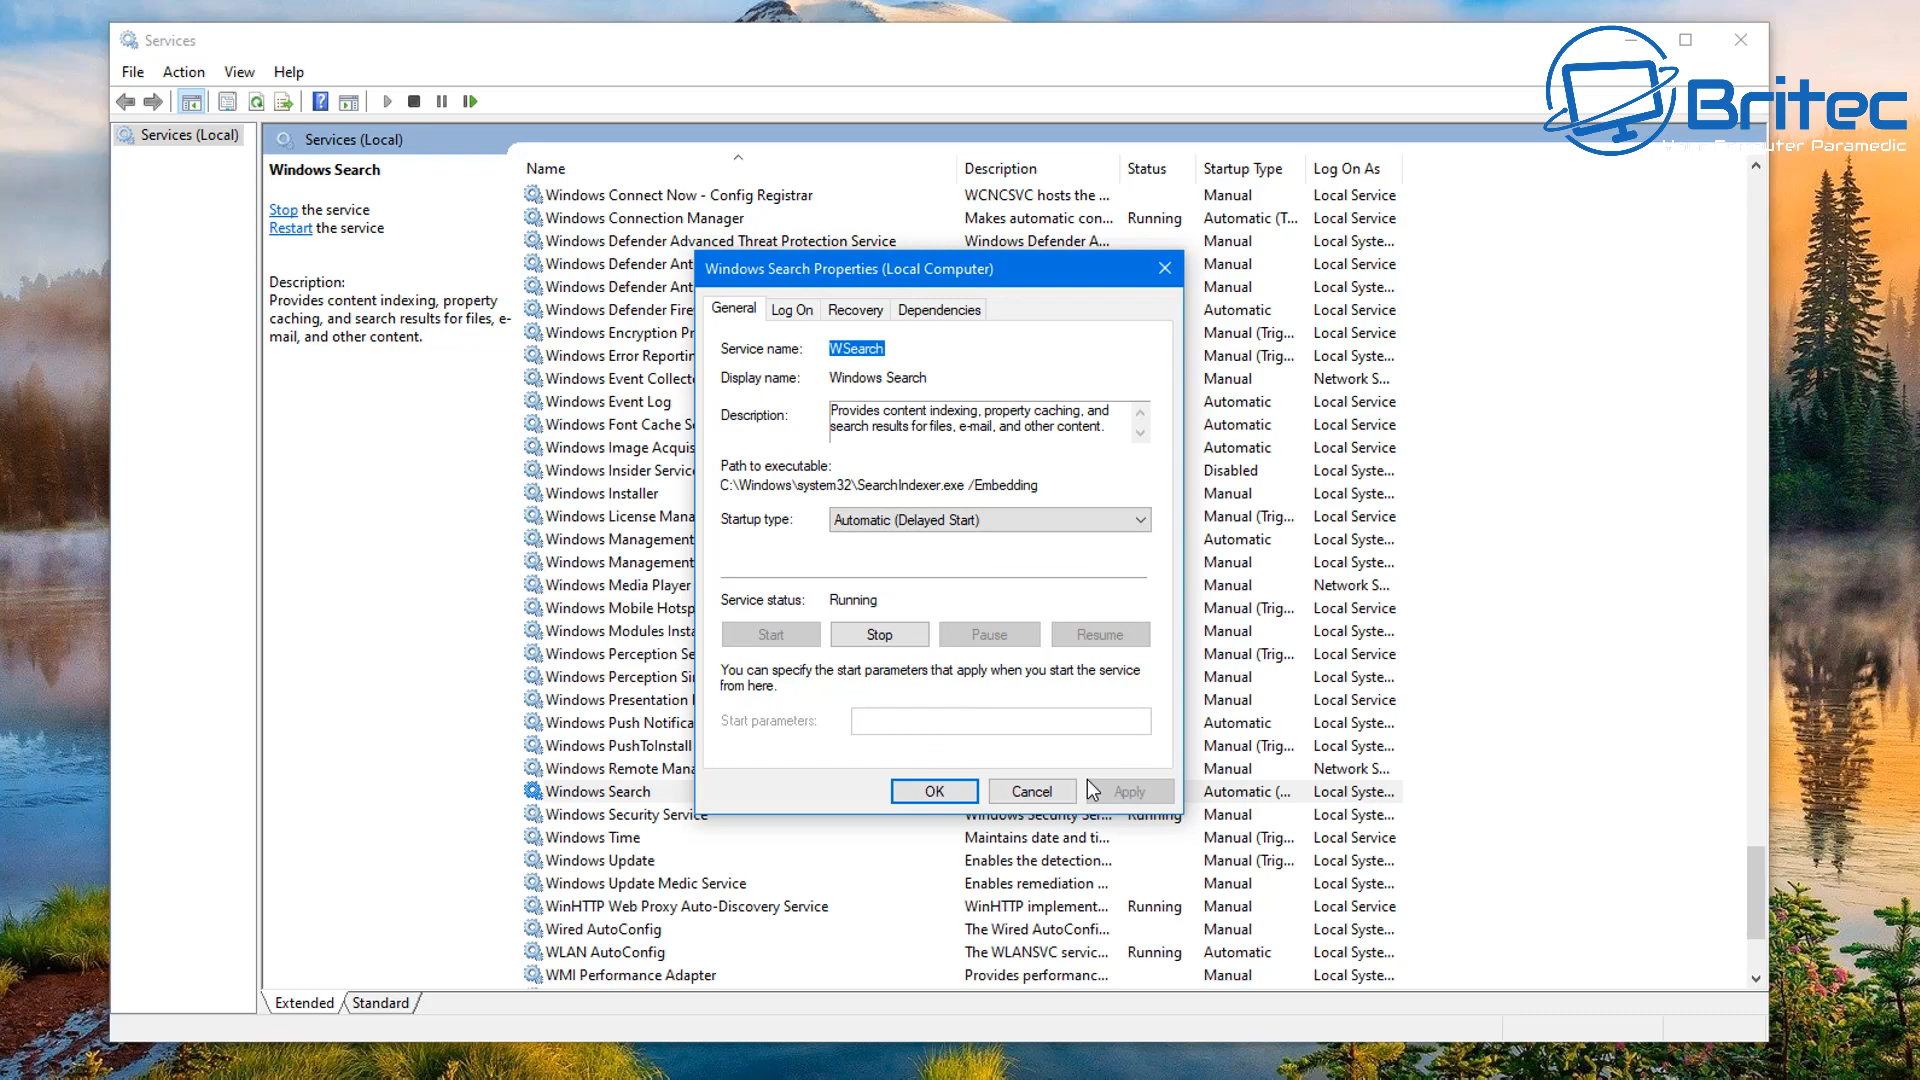 Services
File Action View Help
Britec
Services (Local)
Services (Local)
Windows Search
Stop the service
Restart the service
Description:
Provides content indexing, property
caching, and search results for files, e-
mail, and other content.
Name Description Status Startup Type Log On As
Windows Connect Now - Config Registrar WCNCSVC hosts the ... Manual Local Service
Windows Connection Manager Makes automatic con... Running Automatic (T... Local Service
Windows Defender Advanced Threat Protection Service Windows Defender A... Manual Local Syste...
Windows Defender Ant Manual Local Service
Windows Defender Ant Manual Local Syste...
Windows Defender Fire Automatic Local Service
Windows Encryption Pr Manual (Trig... Local Service
Windows Error Reportin Manual (Trig... Local Syste...
Windows Event Collecto Manual Network S...
Windows Event Log Automatic Local Service
Windows Font Cache Se Automatic Local Service
Windows Image Acquis Automatic Local Service
Windows Insider Service Disabled Local Syste...
Windows Installer Manual Local Syste...
Windows License Mana Manual (Trig... Local Service
Windows Management Automatic Local Syste...
Windows Management Manual Local Syste...
Windows Media Player Manual Network S...
Windows Mobile Hotsp Manual (Trig... Local Service
Windows Modules Insta Manual Local Syste...
Windows Perception Se Manual (Trig... Local Service
Windows Perception Sim Manual Local Syste...
Windows Presentation Manual Local Service
Windows Push Notifica Automatic Local Syste...
Windows PushToInstall Manual (Trig... Local Syste...
Windows Remote Mana Manual Network S...
Windows Search Automatic (... Local Syste...
Windows Security Service Windows Security Ser... Running Manual Local Syste...
Windows Time Maintains date and ti... Manual (Trig... Local Service
Windows Update Enables the detection... Manual (Trig... Local Syste...
Windows Update Medic Service Enables remediation ... Manual Local Syste...
WinHTTP Web Proxy Auto-Discovery Service WinHTTP implement... Running Manual Local Service
Wired AutoConfig The Wired AutoConfi... Manual Local Syste...
WLAN AutoConfig The WLANSVC servic... Running Automatic Local Syste...
WMI Performance Adapter Provides performanc... Manual Local Syste...
Extended Standard
Windows Search Properties (Local Computer)
General Log On Recovery Dependencies
Service name: WSearch
Display name: Windows Search
Description: Provides content indexing, property caching, and
search results for files, e-mail, and other content.
Path to executable:
C:\Windows\system32\SearchIndexer.exe /Embedding
Startup type: Automatic (Delayed Start)
Service status: Running
Start Stop Pause Resume
You can specify the start parameters that apply when you start the service
from here.
Start parameters:
OK Cancel Apply